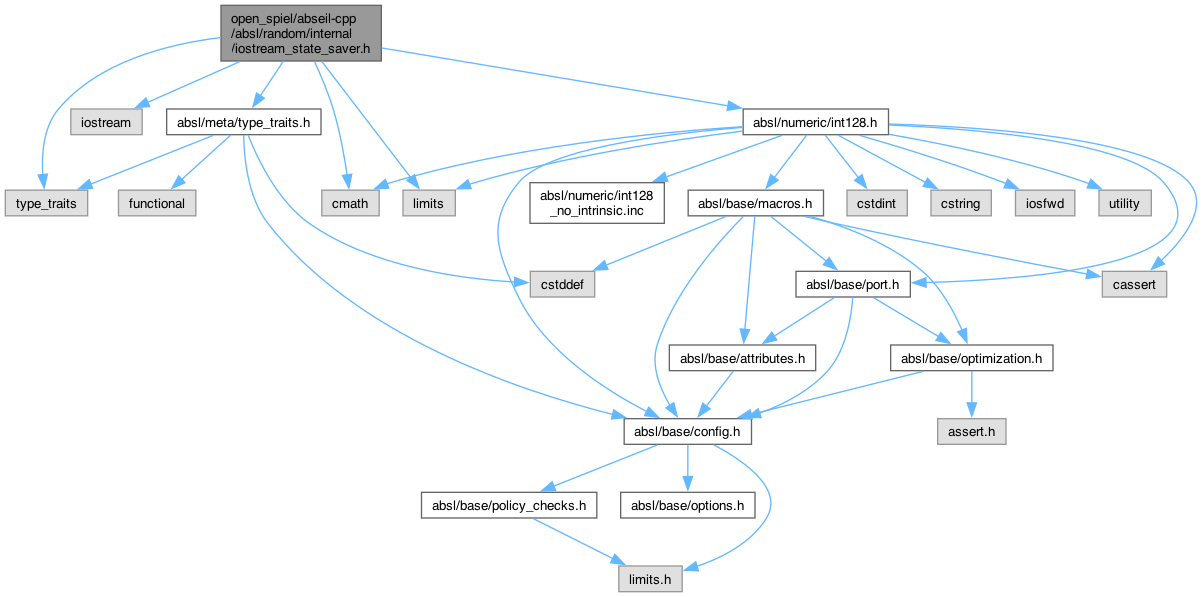 open_spiel/abseil-cpp
/absl/random/internal
/iostream_state_saver.h
iostream
absl/meta/type_traits.h
absl/numeric/int128.h
type_traits
functional
cmath
limits
absl/numeric/int128
_no_intrinsic.inc
absl/base/macros.h
cstdint
cstring
iosfwd
utility
cstddef
absl/base/port.h
cassert
absl/base/attributes.h
absl/base/optimization.h
absl/base/config.h
assert.h
absl/base/policy_checks.h
absl/base/options.h
limits.h